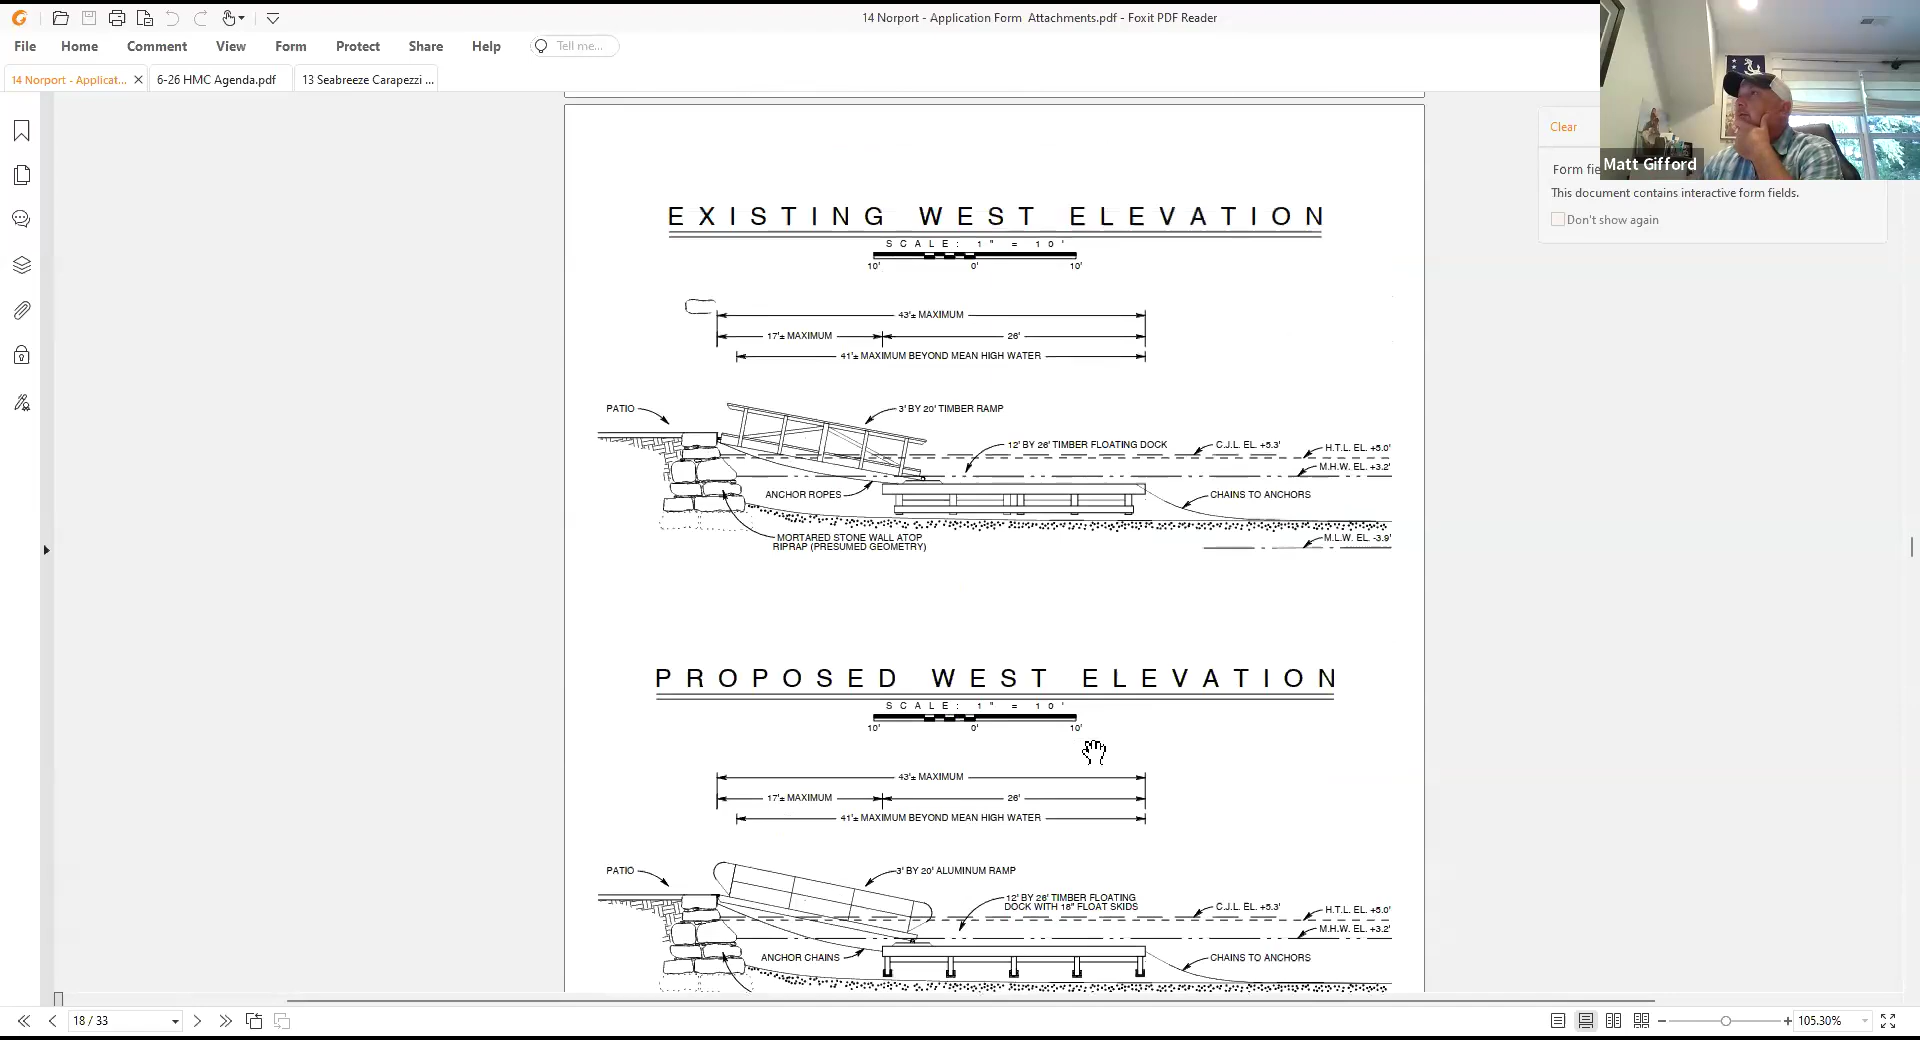 14 Norport - Application Form  Attachments.pdf - Foxit PDF Reader
File Home Comment View Form Protect Share Help Tell me...
14 Norport - Applicat... 6-26 HMC Agenda.pdf 13 Seabreeze Carapezzi ...
Clear
Matt Gifford
Form fie
This document contains interactive form fields.
Don't show again
EXISTING WEST ELEVATION
SCALE: 1" = 10'
10' 0' 10'
43'± MAXIMUM
17'± MAXIMUM 26'
41'± MAXIMUM BEYOND MEAN HIGH WATER
PATIO
3' BY 20' TIMBER RAMP
12' BY 26' TIMBER FLOATING DOCK
C.J.L. EL. +5.3'
H.T.L. EL. +5.0'
M.H.W. EL. +3.2'
ANCHOR ROPES
CHAINS TO ANCHORS
MORTARED STONE WALL ATOP
RIPRAP (PRESUMED GEOMETRY)
M.L.W. EL. -3.9'
PROPOSED WEST ELEVATION
SCALE: 1" = 10'
10' 0' 10'
43'± MAXIMUM
17'± MAXIMUM 26'
41'± MAXIMUM BEYOND MEAN HIGH WATER
PATIO
3' BY 20' ALUMINUM RAMP
12' BY 26' TIMBER FLOATING
DOCK WITH 18" FLOAT SKIDS
C.J.L. EL. +5.3'
H.T.L. EL. +5.0'
M.H.W. EL. +3.2'
ANCHOR CHAINS
CHAINS TO ANCHORS
18 / 33
105.30%